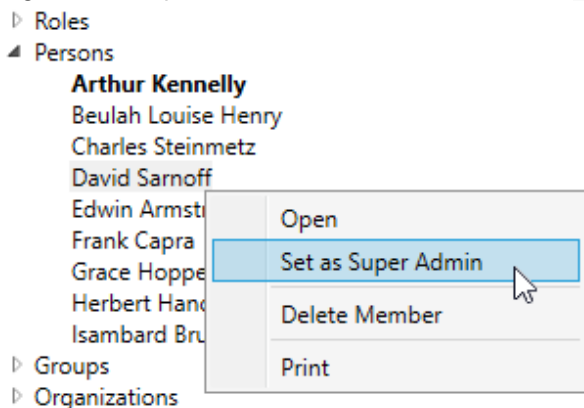 Roles
Persons
Arthur Kennelly
Beulah Louise Henry
Charles Steinmetz
David Sarnoff
Edwin
Frank Capra
Grace
Herbert
Isambard
Groups
Organizations
Open
Set as Super Admin
Delete Member
Print